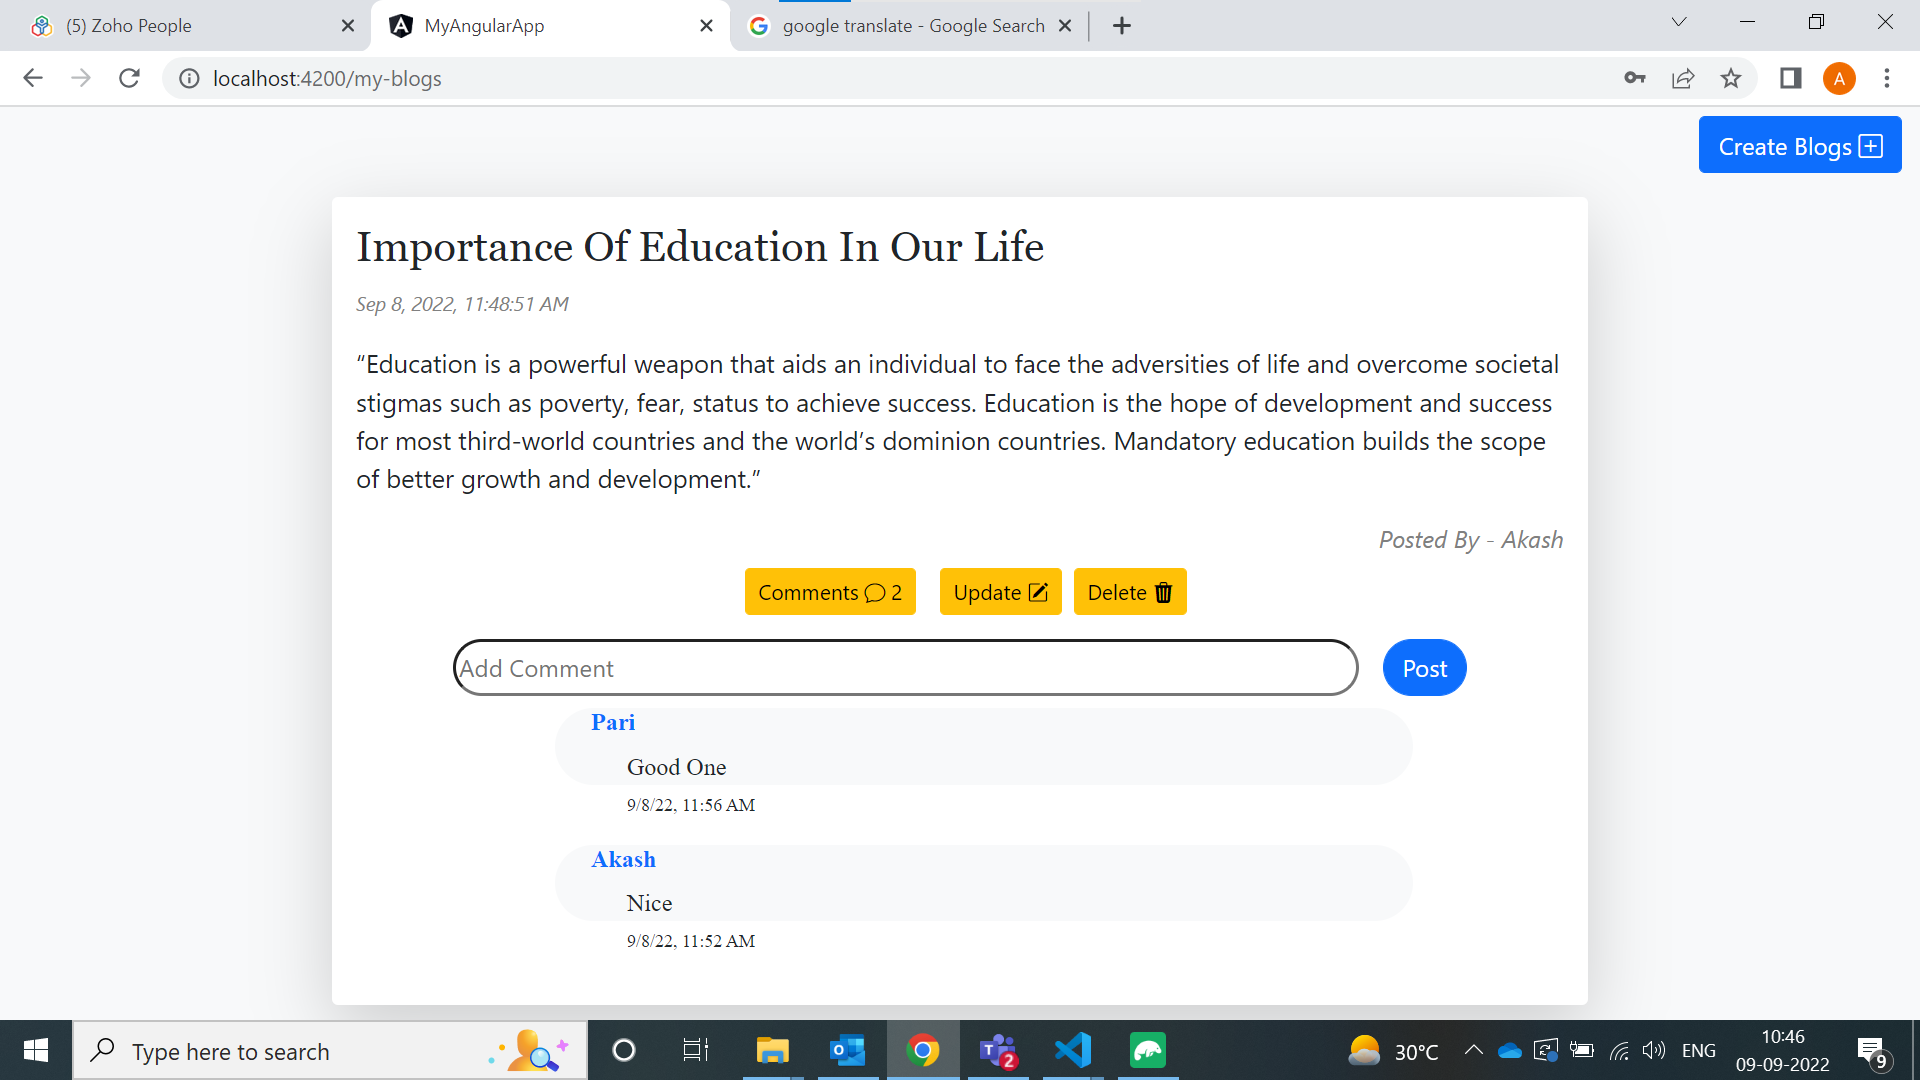 (5) Zoho People
MyAngularApp
google translate - Google Search
localhost:4200/my-blogs
A
Create Blogs
Importance Of Education In Our Life
Sep 8, 2022, 11:48:51 AM
“Education is a powerful weapon that aids an individual to face the adversities of life and overcome societal
stigmas such as poverty, fear, status to achieve success. Education is the hope of development and success
for most third-world countries and the world’s dominion countries. Mandatory education builds the scope
of better growth and development.”
Posted By - Akash
Comments 2
Update
Delete
Add Comment
Post
Pari
Good One
9/8/22, 11:56 AM
Akash
Nice
9/8/22, 11:52 AM
Type here to search
2
30°C
ENG
10:46
09-09-2022
9